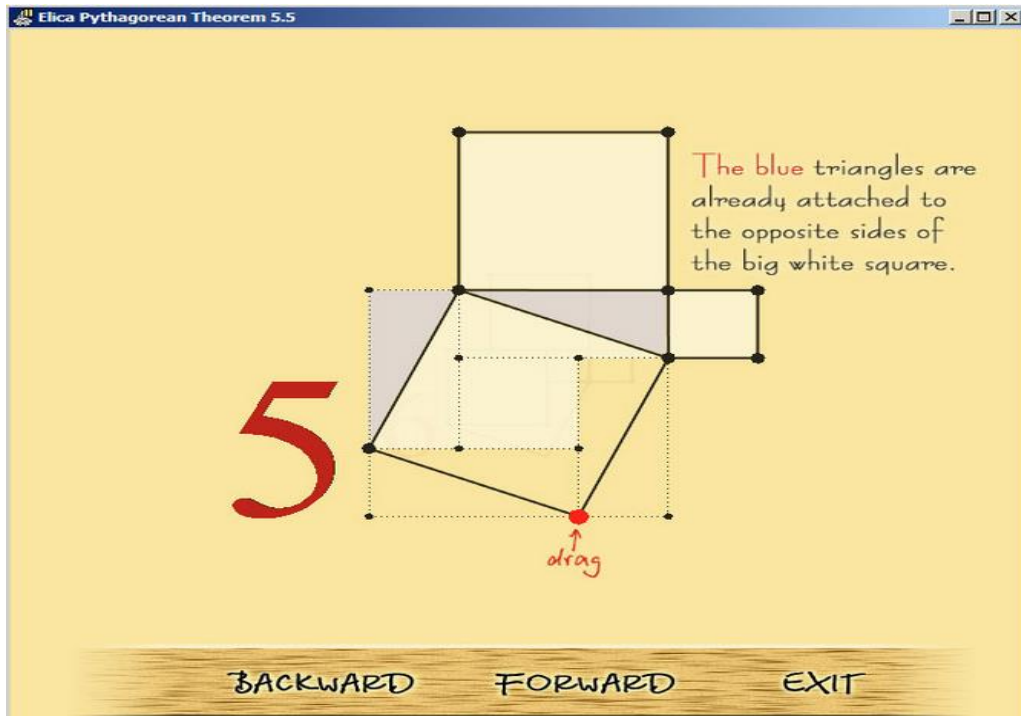 Elica Pythagorean Theorem 5.5
The blue triangles are
already attached to
the opposite sides of
the big white square.
5
drag
BACKWARD FORWARD EXIT